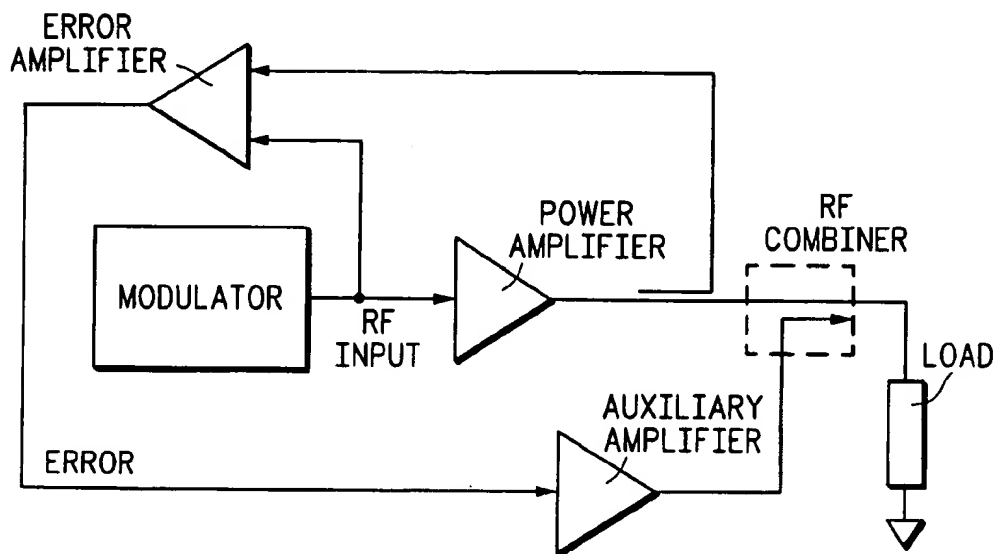 ERROR
AMPLIFIER
POWER
AMPLIFIER
RF
COMBINER
MODULATOR
RF
INPUT
LOAD
AUXILIARY
AMPLIFIER
ERROR